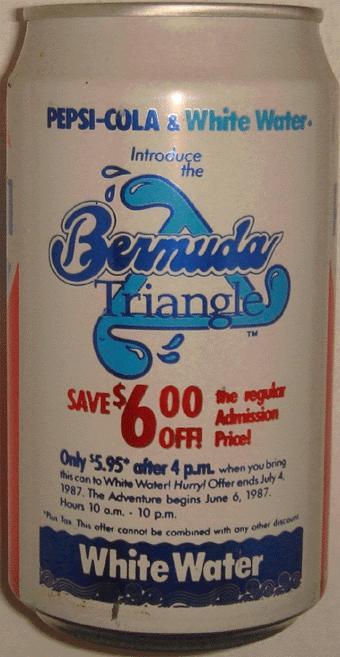 PEPSI-COLA & White Water®
Introduce
the
Bermuda
Triangle
TM
SAVE $6.00 the regular
OFF! Admission
Price!
Only $5.95* after 4 p.m. when you bring
this can to White Water! Hurry! Offer ends July 4,
1987. The Adventure begins June 6, 1987.
Hours 10 a.m. - 10 p.m.
*Plus Tax This offer cannot be combined with any other discount.
White Water